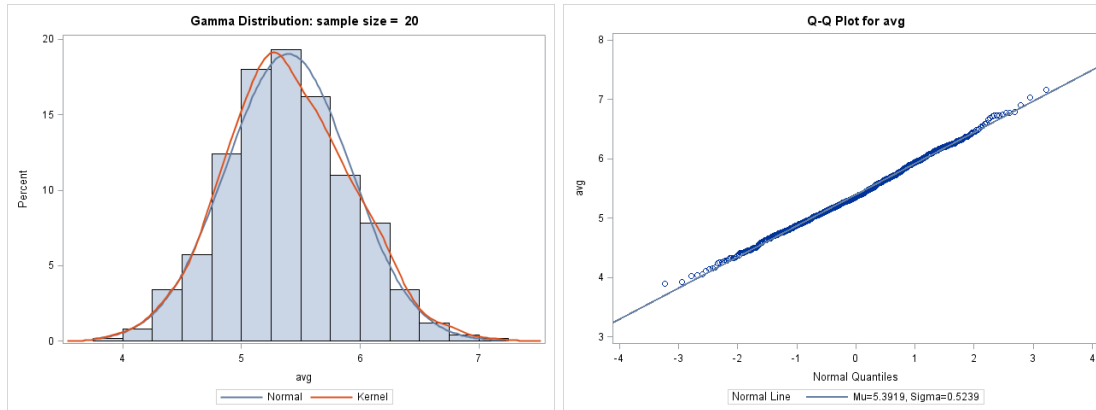 Gamma Distribution: sample size = 20
20
15
10
5
0
Percent
4
5
6
7
avg
Normal
Kernel
Q-Q Plot for avg
8
7
6
5
4
3
avg
-4
-3
-2
-1
0
1
2
3
4
Normal Quantiles
Normal Line
Mu=5.3919, Sigma=0.5239